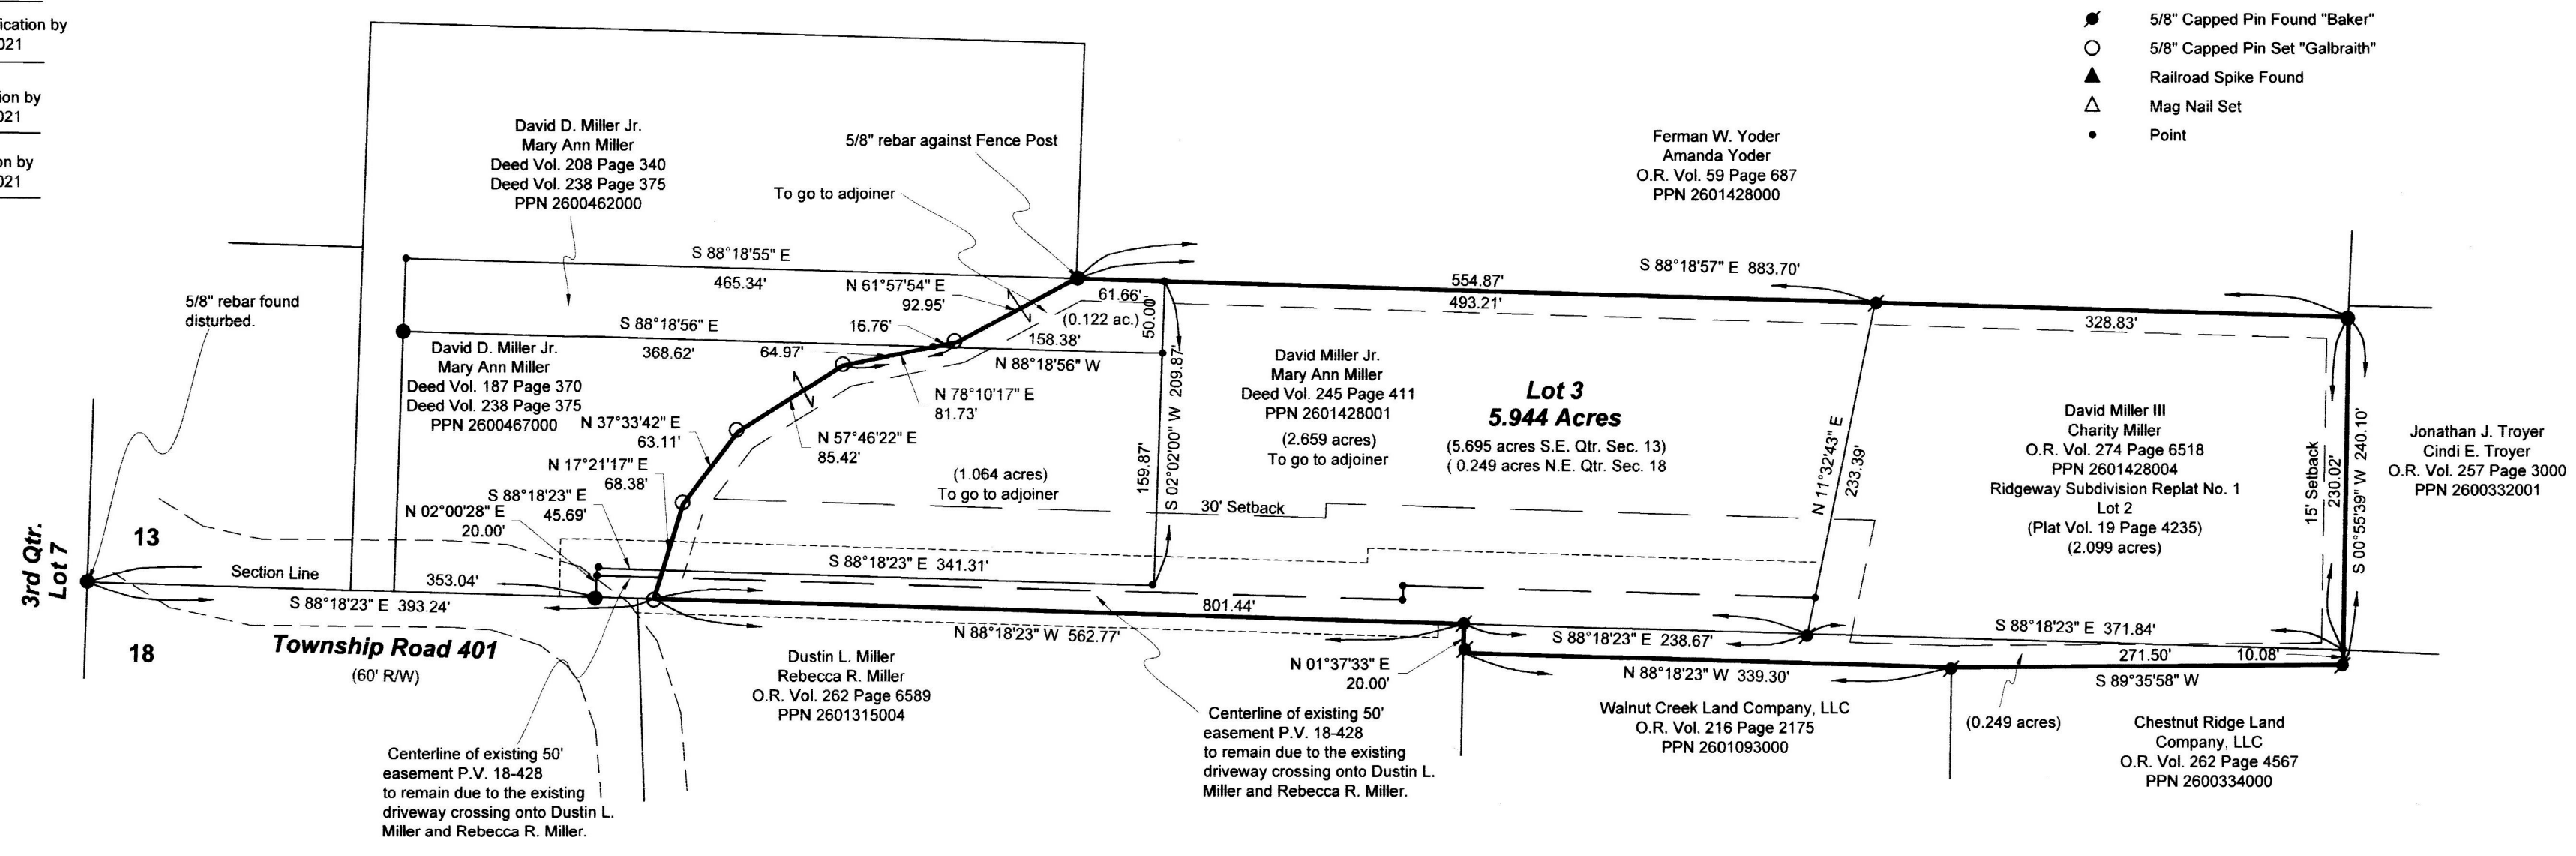 ication by
021
ion by
021
on by
021
5/8" Capped Pin Found "Baker"
5/8" Capped Pin Set "Galbraith"
Railroad Spike Found
Mag Nail Set
Point
David D. Miller Jr.
Mary Ann Miller
Deed Vol. 208 Page 340
Deed Vol. 238 Page 375
PPN 2600462000
5/8" rebar against Fence Post
To go to adjoiner
Ferman W. Yoder
Amanda Yoder
O.R. Vol. 59 Page 687
PPN 2601428000
5/8" rebar found
disturbed.
S 88°18'55" E
465.34'
N 61°57'54" E
92.95'
16.76'
61.66'
(0.122 ac.)
50.00'
158.38'
N 88°18'56" W
554.87'
493.21'
S 88°18'57" E 883.70'
328.83'
S 88°18'56" E
368.62'
64.97'
N 78°10'17" E
81.73'
David D. Miller Jr.
Mary Ann Miller
Deed Vol. 187 Page 370
Deed Vol. 238 Page 375
PPN 2600467000
N 37°33'42" E
63.11'
N 57°46'22" E
85.42'
N 17°21'17" E
68.38'
S 88°18'23" E
45.69'
N 02°00'28" E
20.00'
(1.064 acres)
To go to adjoiner
159.87'
S 02°02'00" W 209.87'
David Miller Jr.
Mary Ann Miller
Deed Vol. 245 Page 411
PPN 2601428001
(2.659 acres)
To go to adjoiner
30' Setback
Lot 3
5.944 Acres
(5.695 acres S.E. Qtr. Sec. 13)
( 0.249 acres N.E. Qtr. Sec. 18
N 11°32'43" E
233.39'
David Miller III
Charity Miller
O.R. Vol. 274 Page 6518
PPN 2601428004
Ridgeway Subdivision Replat No. 1
Lot 2
(Plat Vol. 19 Page 4235)
(2.099 acres)
15' Setback
230.02'
S 00°55'39" W 240.10'
Jonathan J. Troyer
Cindi E. Troyer
O.R. Vol. 257 Page 3000
PPN 2600332001
3rd Qtr.
Lot 7
13
18
Section Line
353.04'
S 88°18'23" E 393.24'
Township Road 401
(60' R/W)
S 88°18'23" E 341.31'
801.44'
N 88°18'23" W 562.77'
Dustin L. Miller
Rebecca R. Miller
O.R. Vol. 262 Page 6589
PPN 2601315004
N 01°37'33" E
20.00'
S 88°18'23" E 238.67'
N 88°18'23" W 339.30'
S 88°18'23" E 371.84'
271.50'
10.08'
S 89°35'58" W
Walnut Creek Land Company, LLC
O.R. Vol. 216 Page 2175
PPN 2601093000
(0.249 acres)
Chestnut Ridge Land
Company, LLC
O.R. Vol. 262 Page 4567
PPN 2600334000
Centerline of existing 50'
easement P.V. 18-428
to remain due to the existing
driveway crossing onto Dustin L.
Miller and Rebecca R. Miller.
Centerline of existing 50'
easement P.V. 18-428
to remain due to the existing
driveway crossing onto Dustin L.
Miller and Rebecca R. Miller.